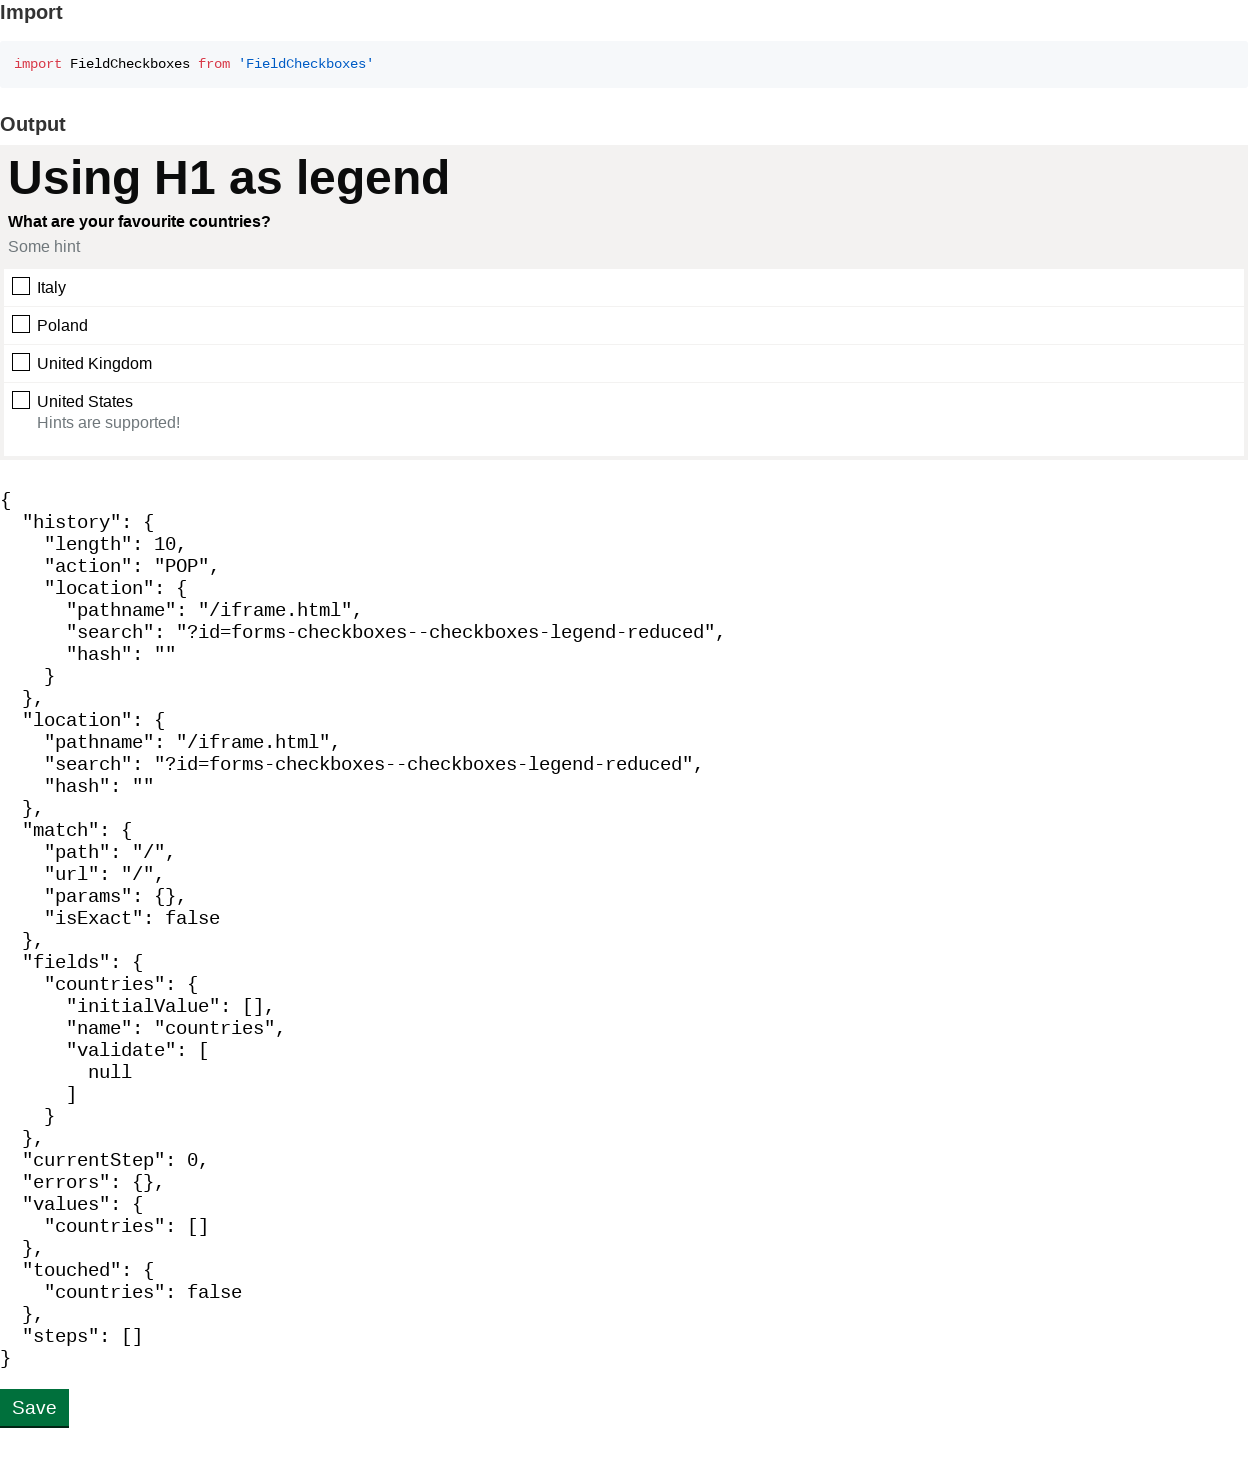 Import
import FieldCheckboxes from 'FieldCheckboxes'
Output
Using H1 as legend
What are your favourite countries?
Some hint
Italy
Poland
United Kingdom
United States
Hints are supported!
{
  "history": {
    "length": 10,
    "action": "POP",
    "location": {
      "pathname": "/iframe.html",
      "search": "?id=forms-checkboxes--checkboxes-legend-reduced",
      "hash": ""
    }
  },
  "location": {
    "pathname": "/iframe.html",
    "search": "?id=forms-checkboxes--checkboxes-legend-reduced",
    "hash": ""
  },
  "match": {
    "path": "/",
    "url": "/",
    "params": {},
    "isExact": false
  },
  "fields": {
    "countries": {
      "initialValue": [],
      "name": "countries",
      "validate": [
        null
      ]
    }
  },
  "currentStep": 0,
  "errors": {},
  "values": {
    "countries": []
  },
  "touched": {
    "countries": false
  },
  "steps": []
}
Save